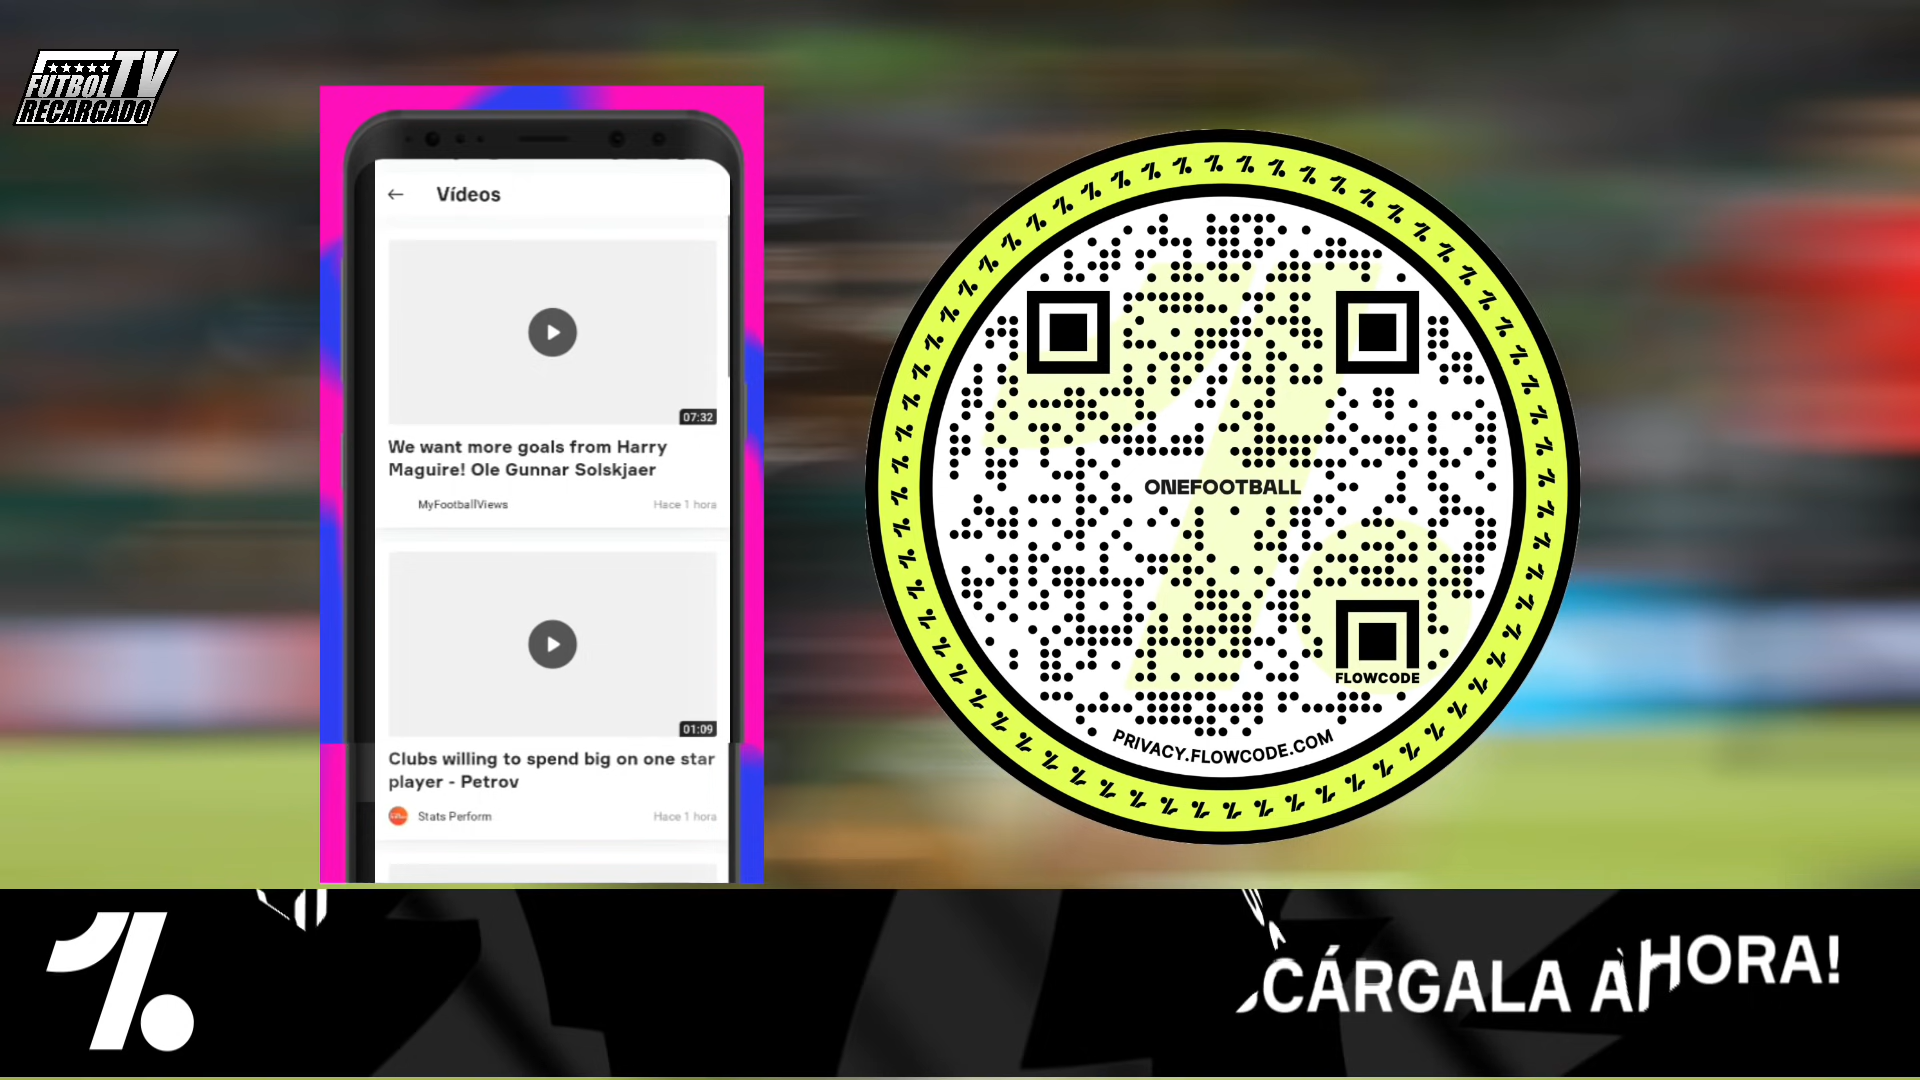 FUTBOL TV
RECARGADO
Vídeos
07:32
We want more goals from Harry
Maguire! Ole Gunnar Solskjaer
MyFootballViews
Hace 1 hora
01:09
Clubs willing to spend big on one star
player - Petrov
Stats Perform
Hace 1 hora
ONEFOOTBALL
FLOWCODE
PRIVACY.FLOWCODE.COM
CÁRGALA AHORA!